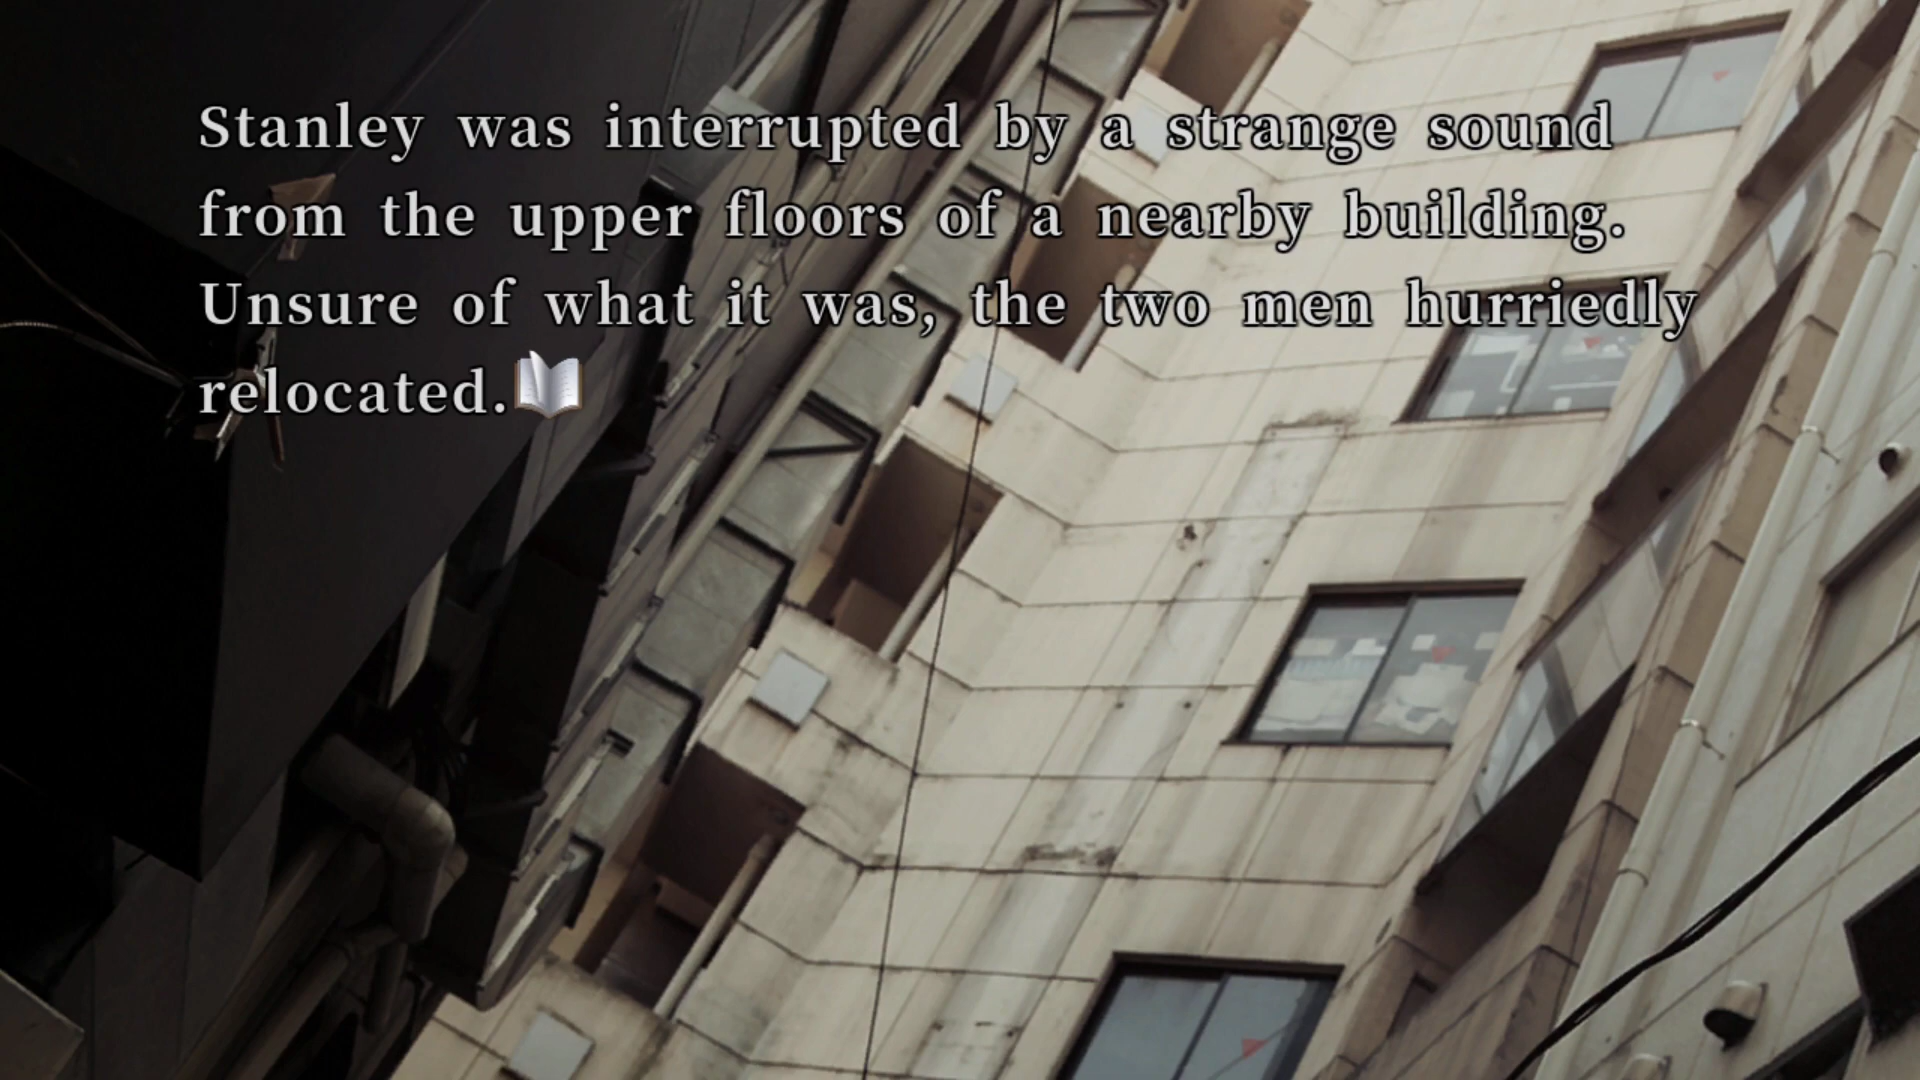 Stanley was interrupted by a strange sound
from the upper floors of a nearby building.
Unsure of what it was, the two men hurriedly
relocated.